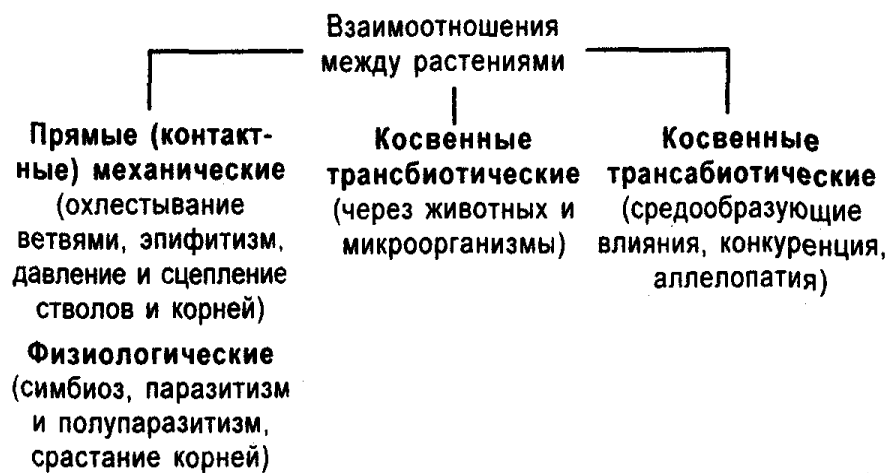 Взаимоотношения
между растениями
Прямые (контакт-
ные) механические
(охлестывание
ветвями, эпифитизм,
давление и сцепление
стволов и корней)
Физиологические
(симбиоз, паразитизм
и полупаразитизм,
срастание корней)
Косвенные
трансбиотические
(через животных и
микроорганизмы)
Косвенные
трансабиотические
(средообразующие
влияния, конкуренция,
аллелопатия)